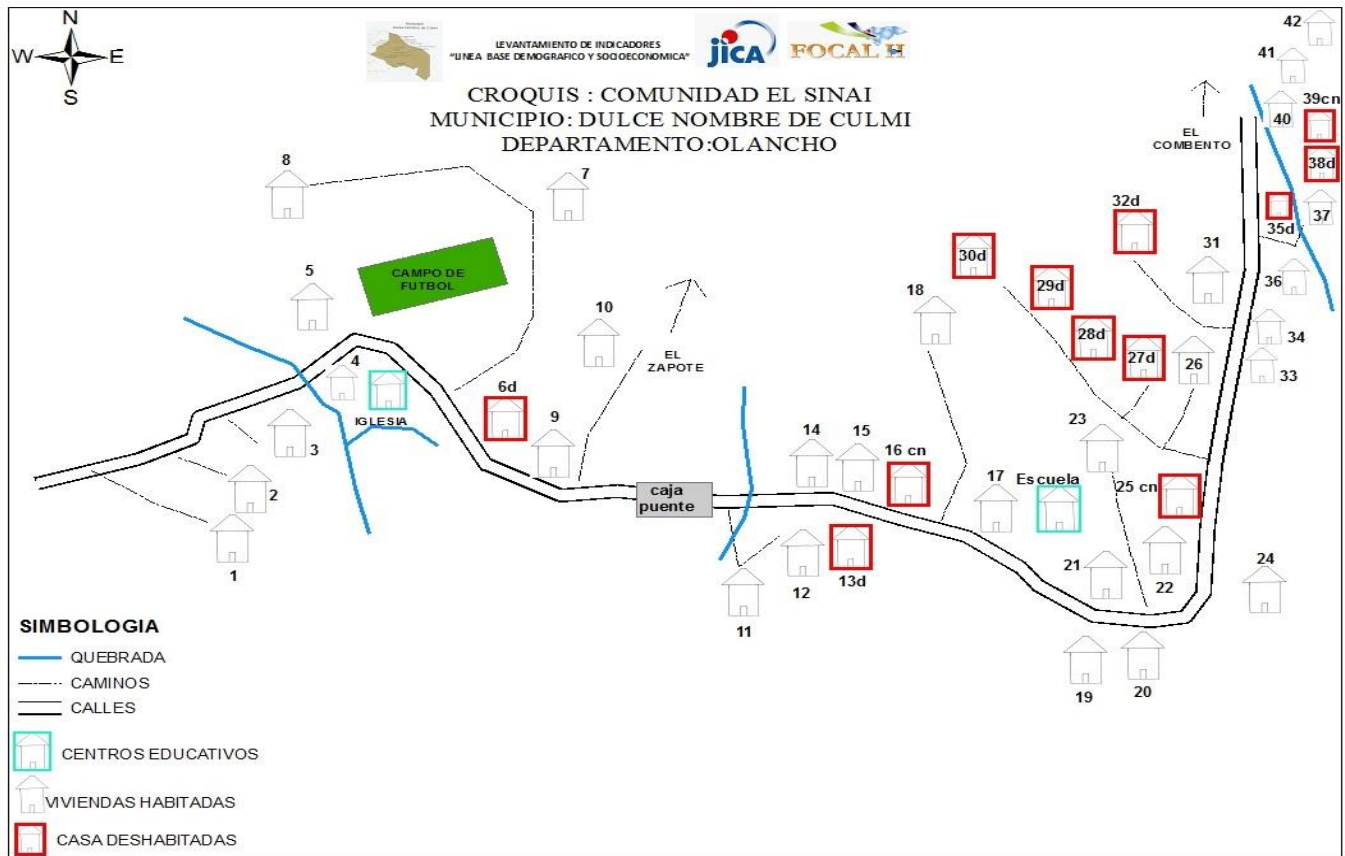 N
W E
S
LEVANTAMIENTO DE INDICADORES
"LINEA BASE DEMOGRAFICO Y SOCIOECONOMICA"
jICA
FOCAL H
CROQUIS : COMUNIDAD EL SINAI
MUNICIPIO: DULCE NOMBRE DE CULMI
DEPARTAMENTO:OLANCHO
42
41
39cn
40
EL
COMBENTO
38d
8
7
32d
37
35d
31
30d
5
CAMPO DE
FUTBOL
29d
36
10
18
28d
34
EL
ZAPOTE
27d
26
33
4
6d
IGLESIA
9
3
14
15
16 cn
23
2
caja
puente
17
Escuela
25 cn
1
12
13d
21
22
24
11
19
20
SIMBOLOGIA
QUEBRADA
CAMINOS
CALLES
CENTROS EDUCATIVOS
VIVIENDAS HABITADAS
CASA DESHABITADAS